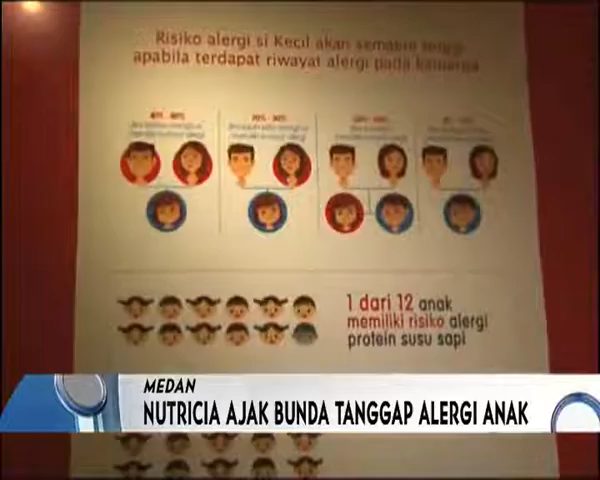 Risiko alergi si Kecil akan semakin tinggi
apabila terdapat riwayat alergi pada keluarga
1 dari 12 anak
memiliki risiko alergi
protein susu sapi
MEDAN
NUTRICIA AJAK BUNDA TANGGAP ALERGI ANAK